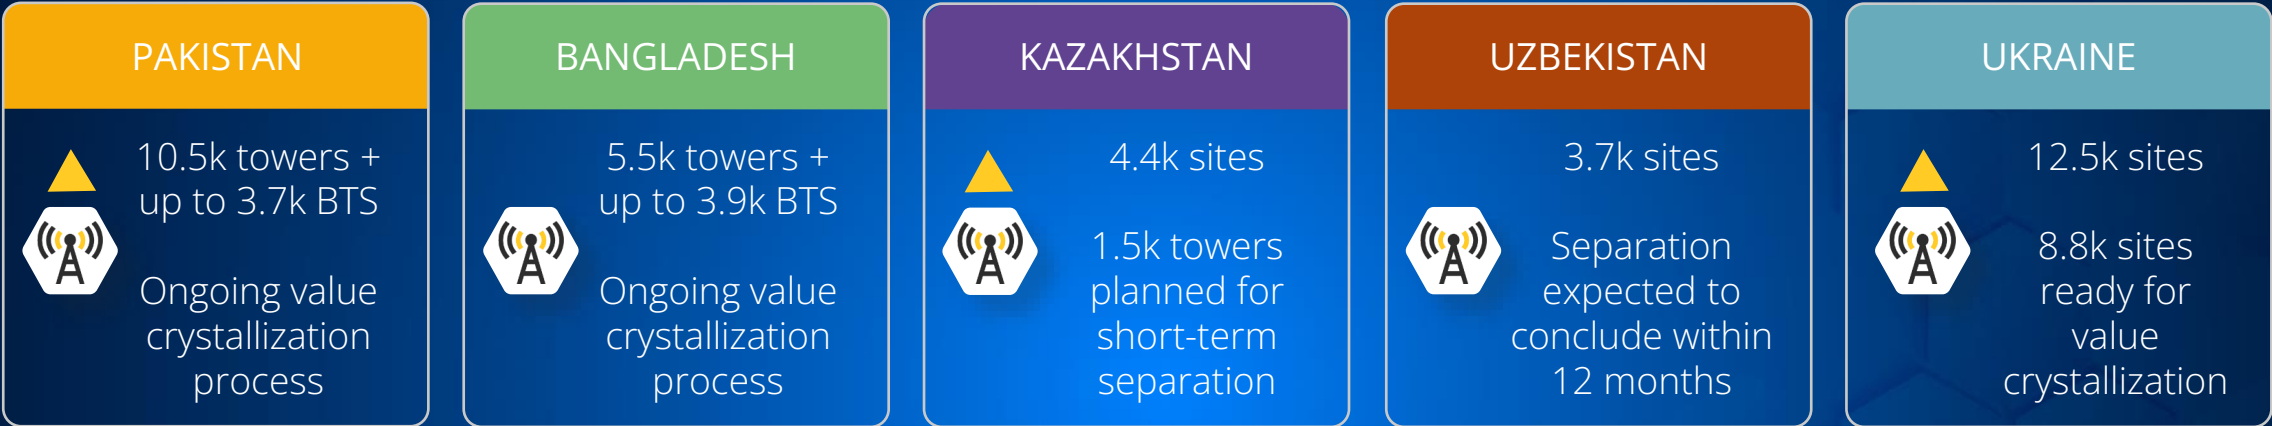 PAKISTAN
10.5k towers +
up to 3.7k BTS
Ongoing value
crystallization
process
BANGLADESH
5.5k towers +
up to 3.9k BTS
Ongoing value
crystallization
process
KAZAKHSTAN
4.4k sites
1.5k towers
planned for
short-term
separation
UZBEKISTAN
3.7k sites
Separation
expected to
conclude within
12 months
UKRAINE
12.5k sites
8.8k sites
ready for
value
crystallization